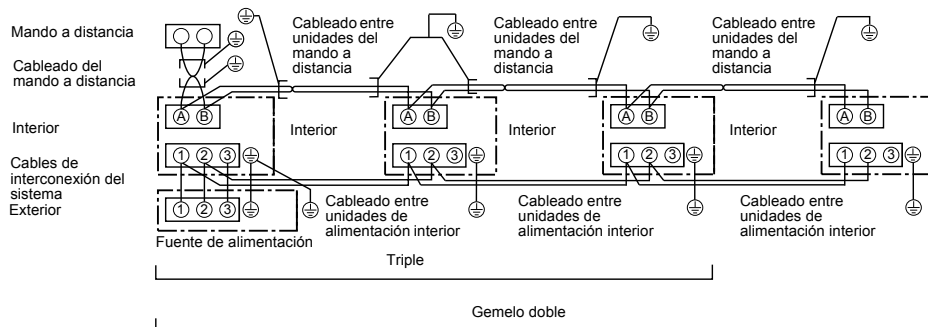 Mando a distancia
Cableado del
mando a distancia
Cableado entre
unidades del
mando a
distancia
Cableado entre
unidades del
mando a
distancia
Cableado entre
unidades del
mando a
distancia
Interior
A B
Interior
A B
Interior
A B
Interior
A B
Cables de
interconexión del
sistema
1 2 3
1 2 3
1 2 3
1 2 3
Exterior
1 2 3
Fuente de alimentación
Cableado entre
unidades de
alimentación interior
Cableado entre
unidades de
alimentación interior
Cableado entre
unidades de
alimentación interior
Triple
Gemelo doble